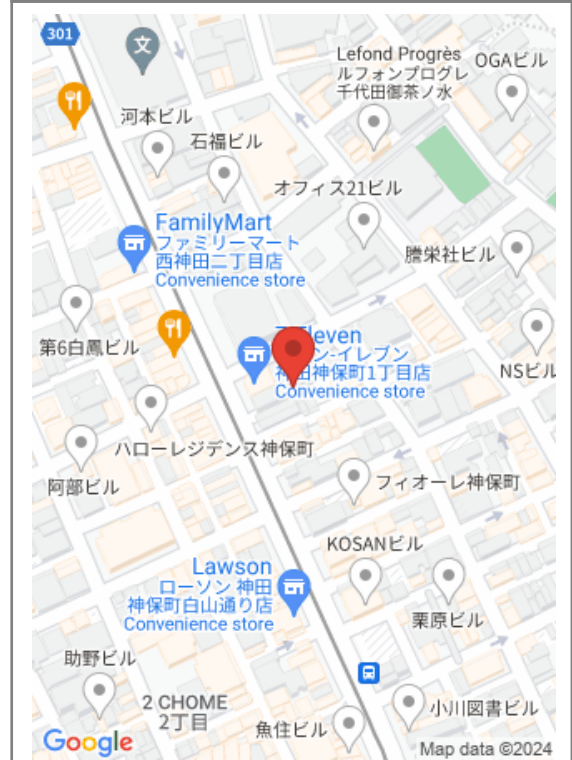 301
文
Lefond Progrès
ルフォンプログレ
千代田御茶ノ水
OGAビル
河本ビル
石福ビル
オフィス21ビル
FamilyMart
ファミリーマート
西神田二丁目店
Convenience store
謄栄社ビル
第6白鳳ビル
イレブン
神田神保町1丁目店
Convenience store
NSビル
ハローレジデンス神保町
阿部ビル
フィオーレ神保町
KOSANビル
Lawson
ローソン 神田
神保町白山通り店
Convenience store
栗原ビル
助野ビル
2 CHOME
2丁目
魚住ビル
小川図書ビル
Google
Map data ©2024